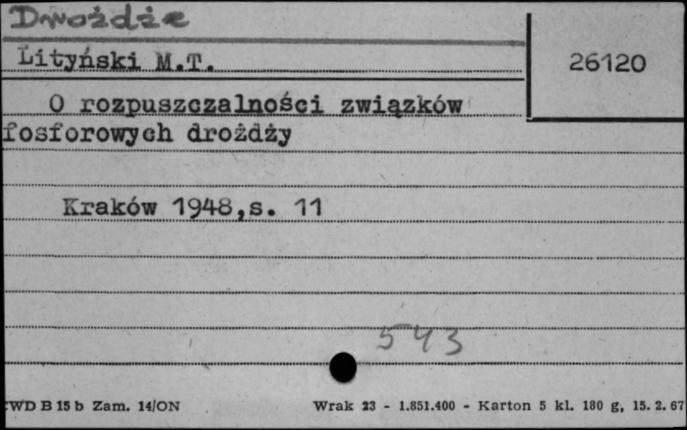 Drożdże
Lityński M.T.
26120
O rozpuszczalności związków
fosforowych drożdży
Kraków 1948,s. 11
543
WD B 15 b Zam. 14/ON
Wrak 23 - 1.851.400 - Karton 5 kl. 180 g, 15. 2. 67